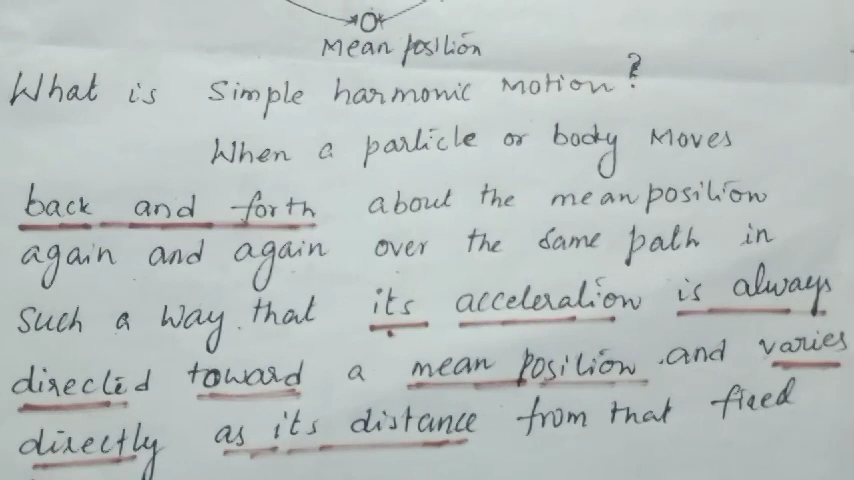 Mean position
What is simple harmonic Motion?
When a particle or body Moves
back and forth about the mean position
again and again over the same path in
such a way that its acceleration is always
directed toward a mean position and varies
directly as its distance from that fixed